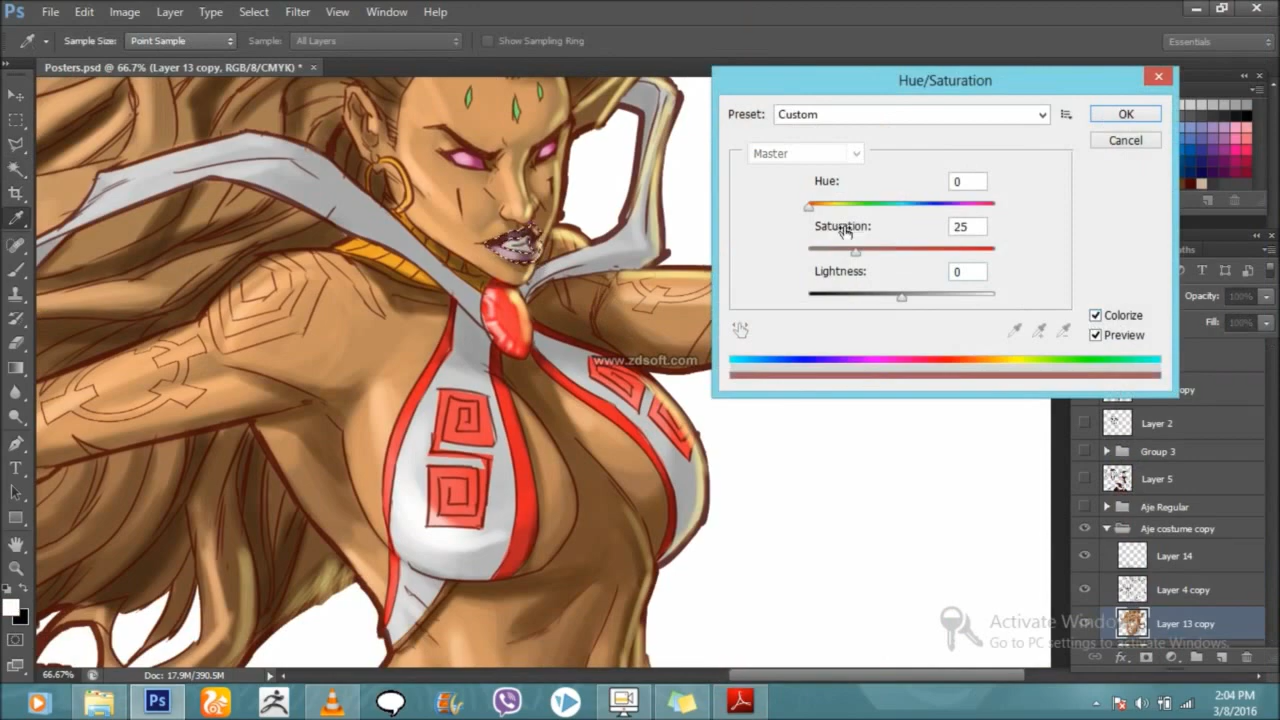 Ps File Edit Image Layer Type Select Filter View Window Help
Sample Size: Point Sample Sample: All Layers Show Sampling Ring Essentials
Posters.psd @ 66.7% (Layer 13 copy, RGB/8/CMYK) * ×
Hue/Saturation
Preset: Custom OK
Cancel
Master
Hue: 0
Saturation: 25
Lightness: 0
Colorize
Preview
www.zdsoft.com
Opacity: 100%
Fill: 100%
Layer 2
Group 3
Layer 5
Aje Regular
Aje costume copy
Layer 14
Layer 4 copy
Layer 13 copy
Activate Windows
Go to PC settings to activate Windows.
66.67% Doc: 17.9M/390.5M
Ps
2:04 PM
3/8/2016